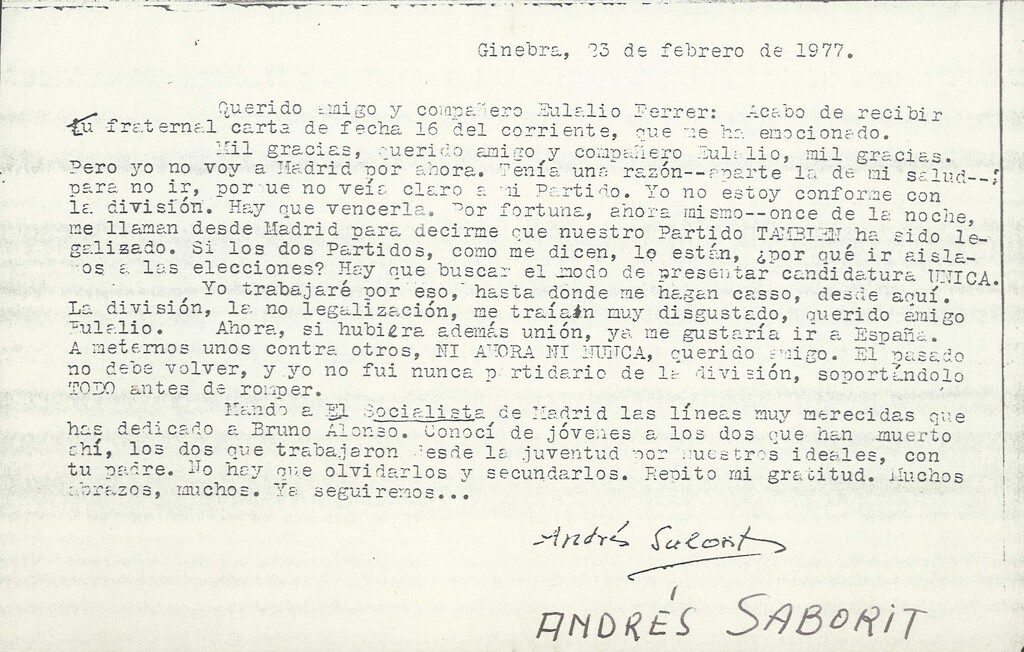 Ginebra, 23 de febrero de 1977.
Querido amigo y compañero Eulalio Ferrer: Acabo de recibir
tu fraternal carta de fecha 16 del corriente, que me ha emocionado.
Mil gracias, querido amigo y compañero Eulalio, mil gracias.
Pero yo no voy a Madrid por ahora. Tenía una razón--aparte la de mi salud--;
para no ir, porque no veía claro a mi Partido. Yo no estoy conforme con
la división. Hay que vencerla. Por fortuna, ahora mismo--once de la noche,
me llaman desde Madrid para decirme que nuestro Partido TAMBIEN ha sido le-
galizado. Si los dos Partidos, como me dicen, lo están, ¿por qué ir aisla-
dos a las elecciones? Hay que buscar el modo de presentar candidatura UNICA.
Yo trabajaré por eso, hasta donde me hagan casso, desde aquí.
La división, la no legalización, me traían muy disgustado, querido amigo
Eulalio. Ahora, si hubiera además unión, ya me gustaría ir a España.
A meternos unos contra otros, NI AHORA NI NUNCA, querido amigo. El pasado
no debe volver, y yo no fui nunca partidario de la división, soportándolo
TODO antes de romper.
Mando a El Socialista de Madrid las líneas muy merecidas que
has dedicado a Bruno Alonso. Conocí de jóvenes a los dos que han muerto
ahí, los dos que trabajaron desde la juventud por nuestros ideales, con
tu padre. No hay que olvidarlos y secundarlos. Repito mi gratitud. Muchos
abrazos, muchos. Ya seguiremos...
Andrés Saborit
ANDRÉS SABORIT